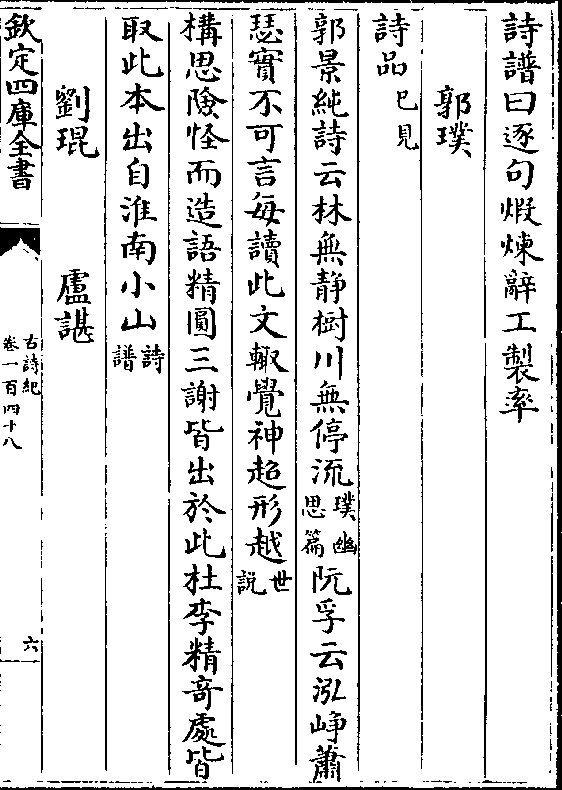 詩譜曰逐句煆煉辭工製率
郭璞
詩品已見
郭景純詩云林無静樹川無停流璞幽思篇阮孚云泓崢蕭
瑟實不可言每讀此文輙覺神超形越世說
構思險怪而造語精圓三謝皆出於此杜李精竒處皆
取此本出自淮南小山詩譜
劉琨 盧諶
欽定四庫全書
古詩紀
卷一百四十八
六